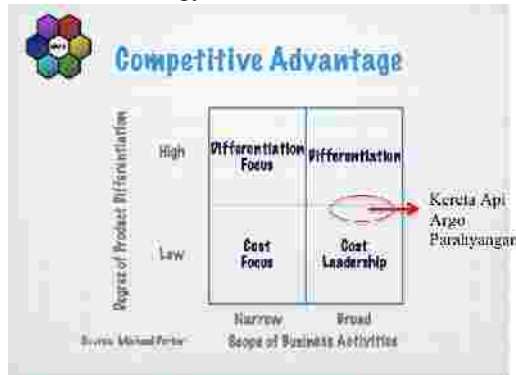 Competitive Advantage
Degree of Product Differentiation
High
Differentiation
Focus
Differentiation
Low
Cost
Focus
Cost
Leadership
Kereta Api
Argo
Parahyangan
Narrow
Broad
Source: Michael Porter
Scope of Business Activities